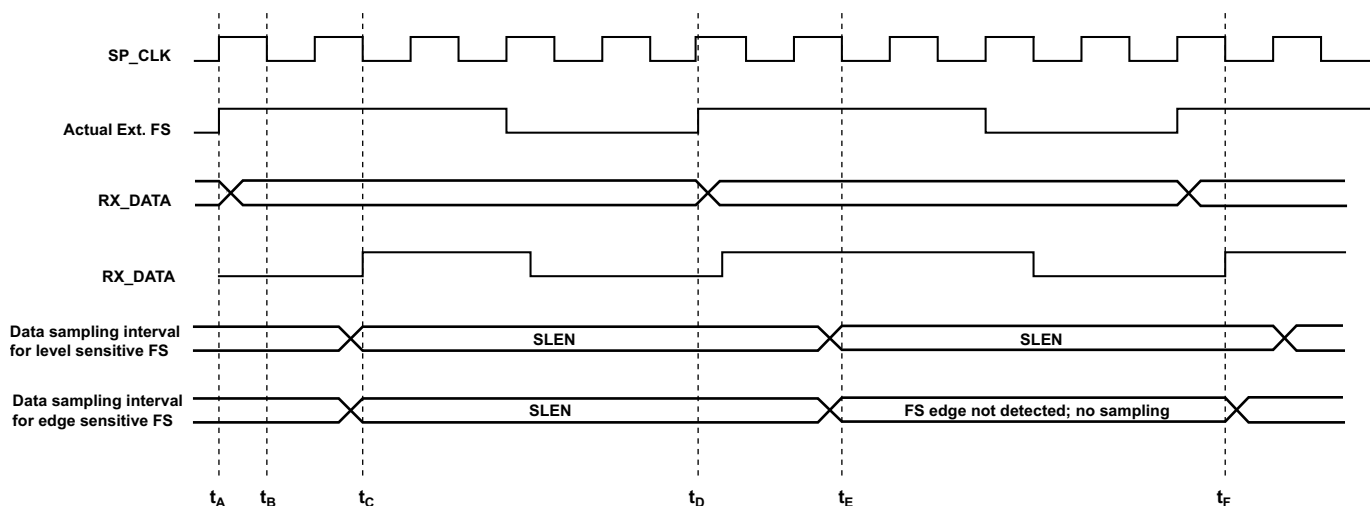 SP_CLK
Actual Ext. FS
RX_DATA
RX_DATA
Data sampling interval
for level sensitive FS
SLEN
SLEN
Data sampling interval
for edge sensitive FS
SLEN
FS edge not detected; no sampling
tA
tB
tC
tD
tE
tF